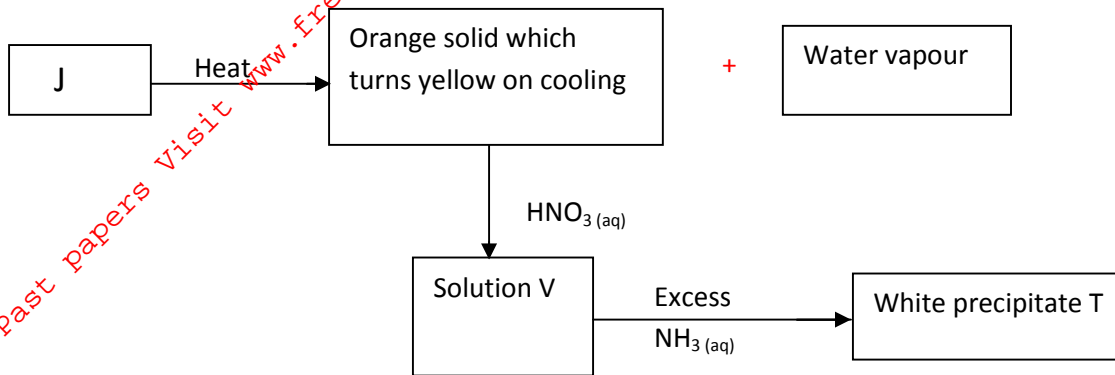 J
Heat
Orange solid which
turns yellow on cooling
+
Water vapour
HNO₃ (aq)
Solution V
Excess
NH₃ (aq)
White precipitate T
Past papers Visit www.fre